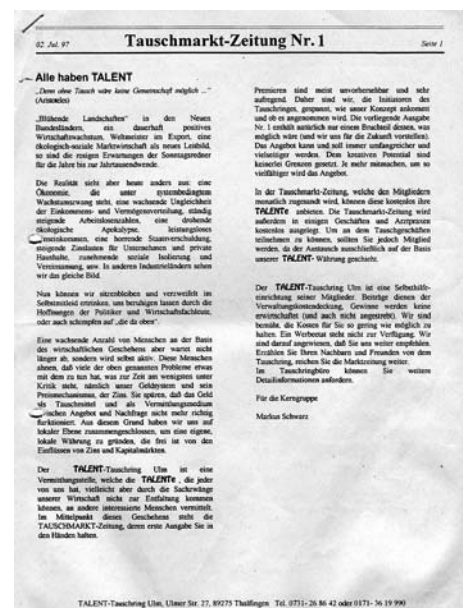 02. Jul. 97
Tauschmarkt-Zeitung Nr. 1
Seite 1
Alle haben TALENT
„Denn ohne Tausch wäre keine Gemeinschaft möglich ..."
(Aristoteles)
„Blühende Landschaften" in den Neuen
Bundesländern, ein dauerhaft positives
Wirtschaftswachstum, Weltmeister im Export, eine
ökologisch-soziale Marktwirtschaft als neues Leitbild,
so sind die rosigen Erwartungen der Sonntagsredner
für die Jahre bis zur Jahrtausendwende.
Die Realität sieht aber heute anders aus: eine
Ökonomie, die unter systembedingtem
Wachstumszwang steht, eine wachsende Ungleichheit
der Einkommens- und Vermögensverteilung, ständig
steigende Arbeitslosenzahlen, eine drohende
ökologische Apokalypse, leistungsloses
Zinseinkommen, eine horrende Staatsverschuldung,
steigende Zinslasten für Unternehmen und private
Haushalte, zunehmende soziale Isolierung und
Vereinsamung, usw. In anderen Industrieländern sehen
wir das gleiche Bild.
Nun können wir sitzenbleiben und verzweifelt im
Selbstmitleid ertrinken, uns beruhigen lassen durch die
Hoffnungen der Politiker und Wirtschaftsfachleute,
oder auch schimpfen auf „die da oben".
Eine wachsende Anzahl von Menschen an der Basis
des wirtschaftlichen Geschehens aber wartet nicht
länger ab, sondern wird selbst aktiv. Diese Menschen
ahnen, daß viele der oben genannten Probleme etwas
mit dem zu tun hat, was zur Zeit am wenigsten unter
Kritik steht, nämlich unser Geldsystem und sein
Preismechanismus, der Zins. Sie spüren, daß das Geld
als Tauschmittel und als Vermittlungsmedium
zwischen Angebot und Nachfrage nicht mehr richtig
funktioniert. Aus diesem Grund haben wir uns auf
lokaler Ebene zusammengeschlossen, um eine eigene,
lokale Währung zu gründen, die frei ist von den
Einflüssen von Zins und Kapitalmärkten.
Der TALENT-Tauschring Ulm ist eine
Vermittlungsstelle, welche die TALENTe , die jeder
von uns hat, vielleicht aber durch die Sachzwänge
unserer Wirtschaft nicht zur Entfaltung kommen
können, an andere interessierte Menschen vermittelt.
Im Mittelpunkt dieses Geschehens steht die
TAUSCHMARKT-Zeitung, deren erste Ausgabe Sie in
den Händen halten.
Premieren sind meist unvorhersehbar und sehr
aufregend. Daher sind wir, die Initiatoren des
Tauschringes, gespannt, wie unser Konzept ankommt
und ob es angenommen wird. Die vorliegende Ausgabe
Nr. 1 enthält natürlich nur einen Bruchteil dessen, was
möglich wäre (und wir uns für die Zukunft vorstellen).
Das Angebot kann und soll immer umfangreicher und
vielseitiger werden. Dem kreativen Potential sind
keinerlei Grenzen gesetzt. Je mehr mitmachen, um so
vielfältiger wird das Angebot.
In der Tauschmarkt-Zeitung, welche den Mitgliedern
monatlich zugesandt wird, können diese kostenlos ihre
TALENTe anbieten. Die Tauschmarkt-Zeitung wird
außerdem in einigen Geschäften und Arztpraxen
kostenlos ausgelegt. Um an dem Tauschgeschäften
teilnehmen zu können, sollten Sie jedoch Mitglied
werden, da der Austausch ausschließlich auf der Basis
unserer TALENT- Währung geschieht.
Der TALENT-Tauschring Ulm ist eine Selbsthilfe-
einrichtung seiner Mitglieder. Beiträge dienen der
Verwaltungskostendeckung, Gewinne werden keine
erwirtschaftet (und auch nicht angestrebt). Wir sind
bemüht, die Kosten für Sie so gering wie möglich zu
halten. Ein Werbeetat steht nicht zur Verfügung. Wir
sind darauf angewiesen, daß Sie uns weiter empfehlen.
Erzählen Sie Ihren Nachbarn und Freunden von dem
Tauschring, reichen Sie die Marktzeitung weiter.
Im Tauschringbüro können Sie weitere
Detailinformationen anfordern.
Für die Kerngruppe
Markus Schwarz
TALENT-Tauschring Ulm, Ulmer Str. 27, 89275 Thalfingen Tel. 0731- 26 86 42 oder 0171- 36 19 990